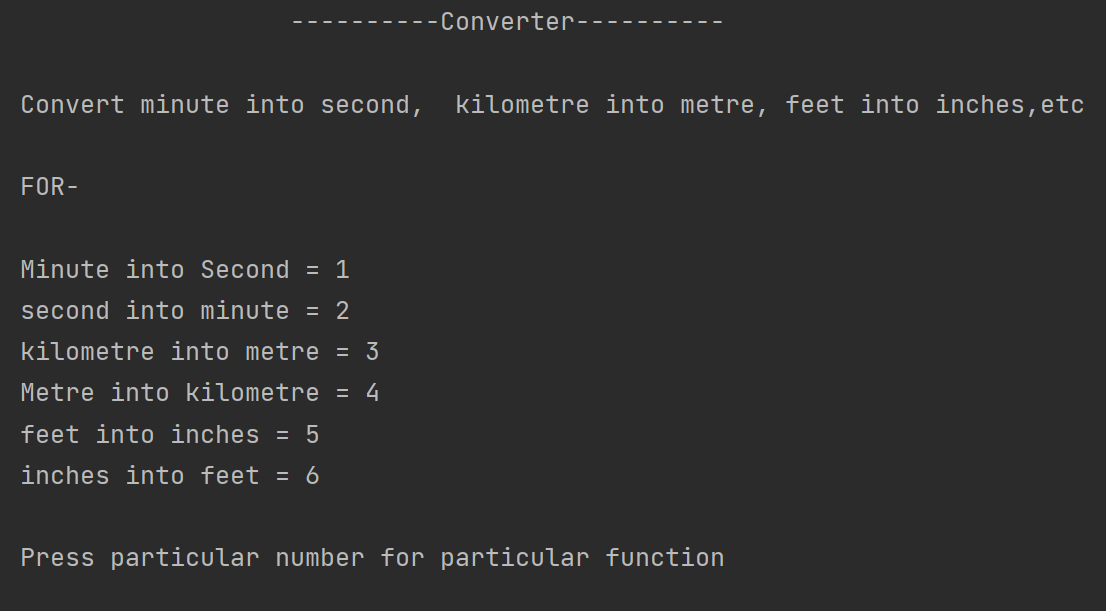 ----------Converter----------
Convert minute into second,  kilometre into metre, feet into inches,etc
FOR-
Minute into Second = 1
second into minute = 2
kilometre into metre = 3
Metre into kilometre = 4
feet into inches = 5
inches into feet = 6
Press particular number for particular function